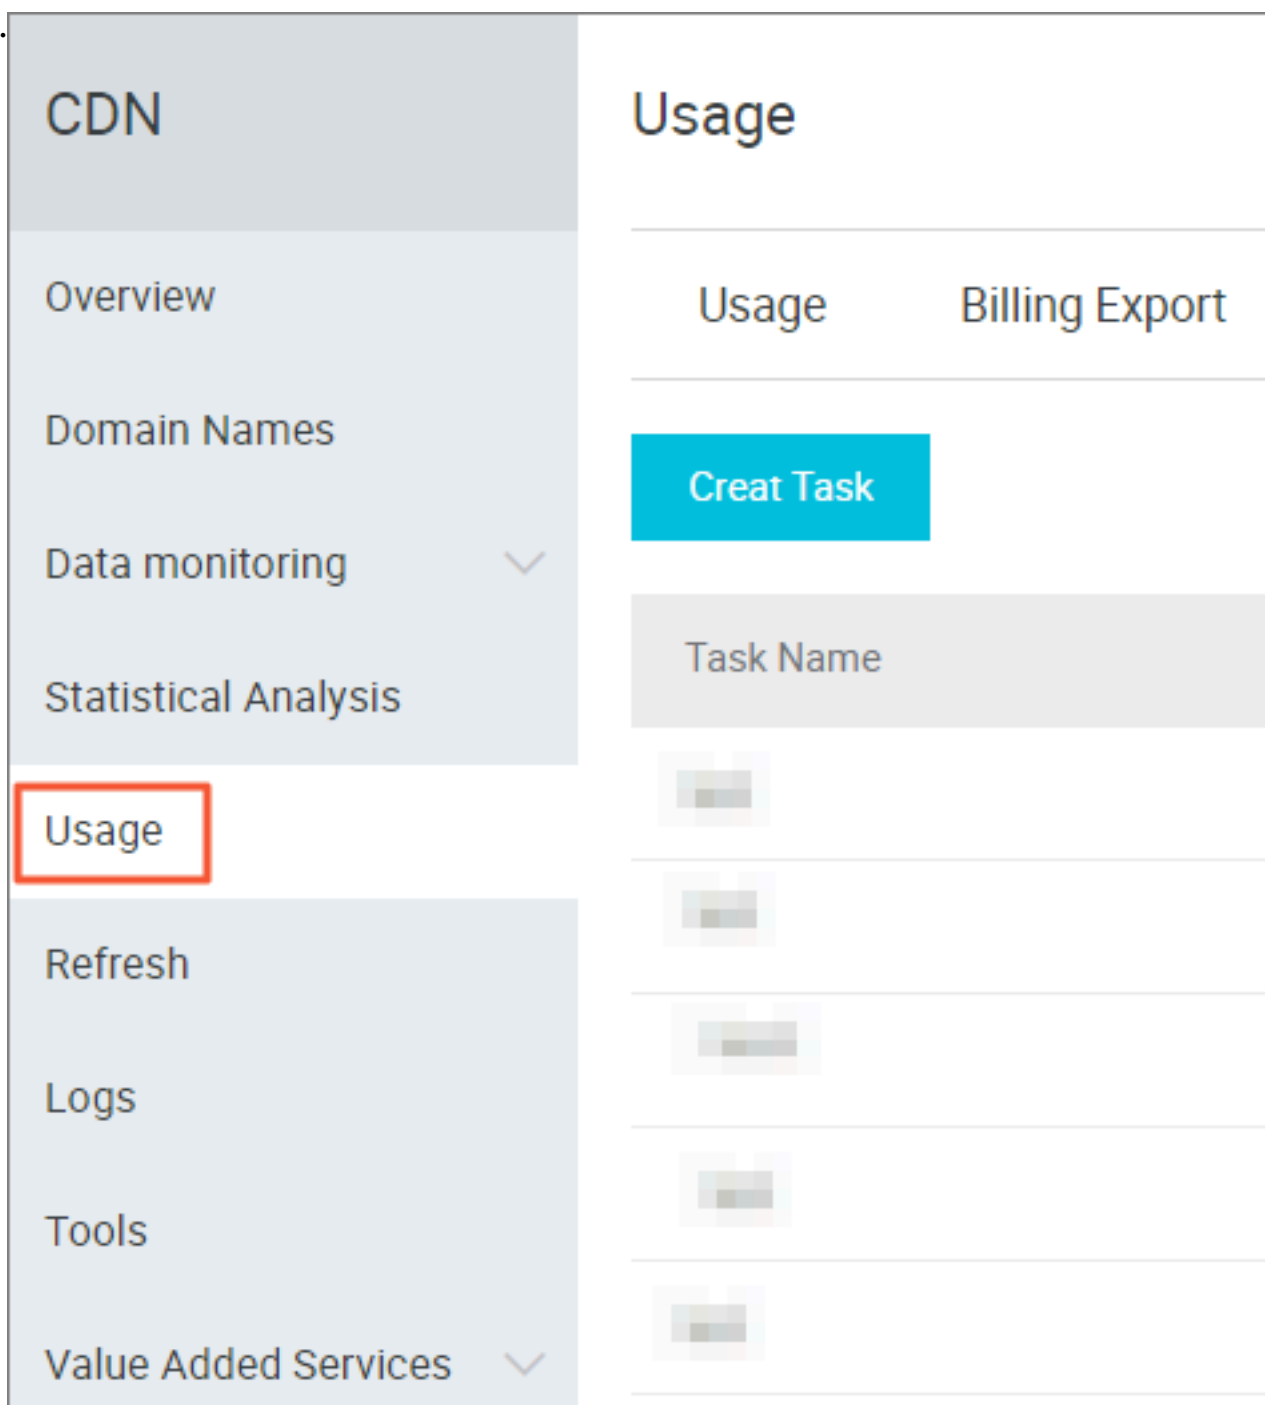 CDN
Overview
Domain Names
Data monitoring
Statistical Analysis
Usage
Refresh
Logs
Tools
Value Added Services
Usage
Usage Billing Export
Creat Task
Task Name